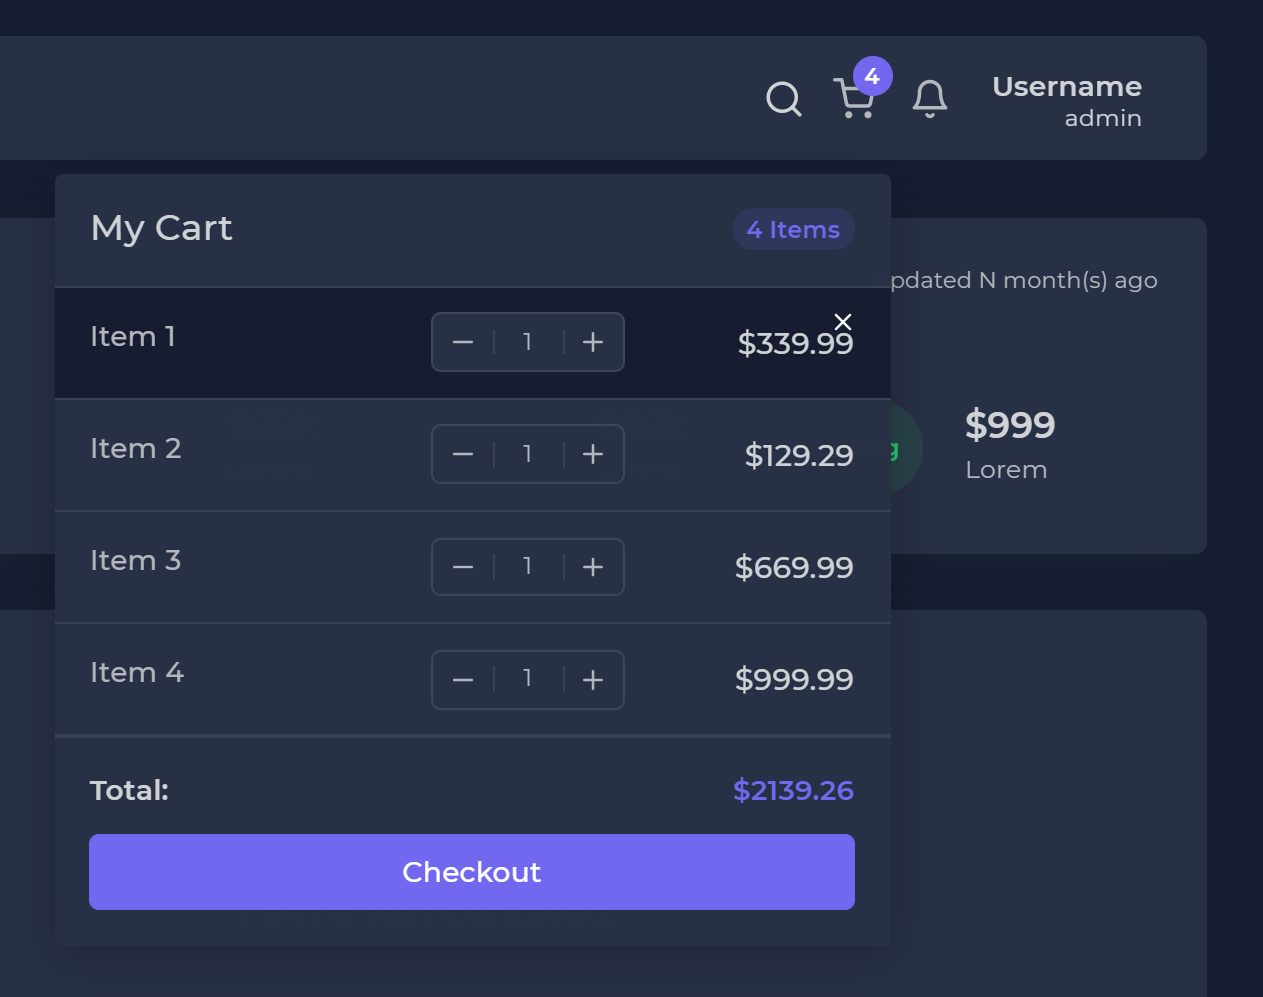 4
Username
admin
My Cart
4 Items
pdated N month(s) ago
Item 1
1
$339.99
Item 2
1
$129.29
g
$999
Lorem
Item 3
1
$669.99
Item 4
1
$999.99
Total:
$2139.26
Checkout